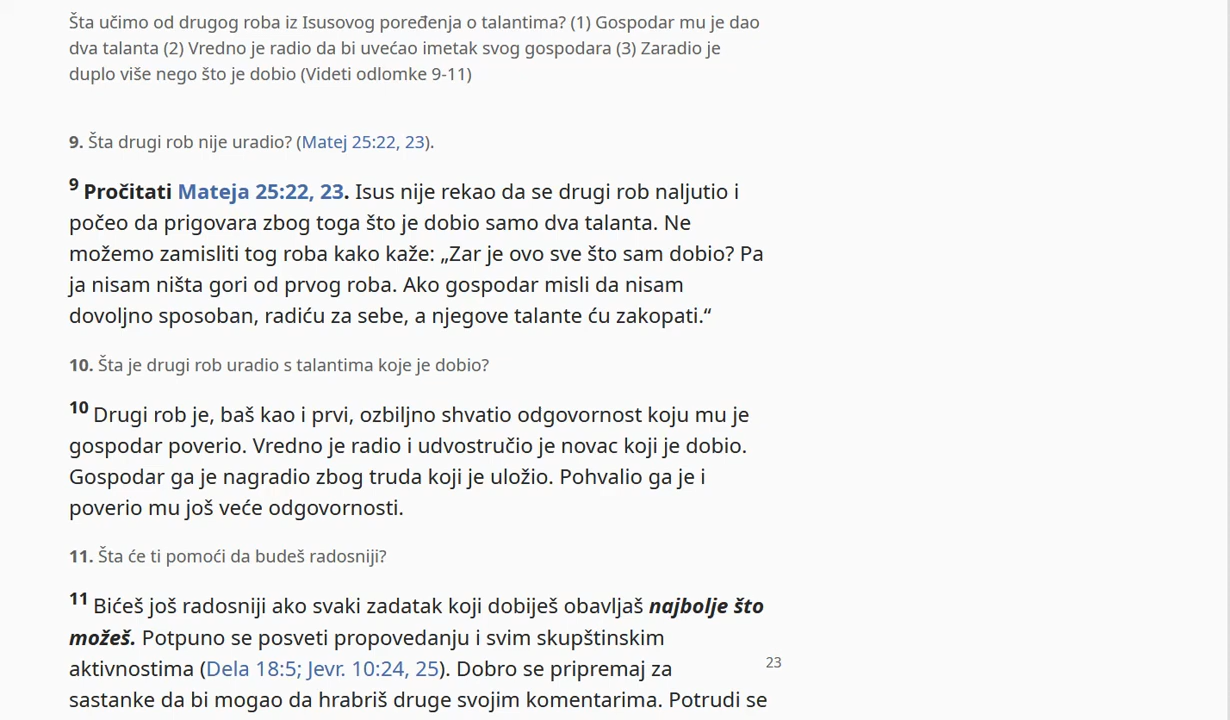 Šta učimo od drugog roba iz Isusovog poređenja o talantima? (1) Gospodar mu je dao
dva talanta (2) Vredno je radio da bi uvećao imetak svog gospodara (3) Zaradio je
duplo više nego što je dobio (Videti odlomke 9-11)
9. Šta drugi rob nije uradio? (Matej 25:22, 23).
9 Pročitati Mateja 25:22, 23. Isus nije rekao da se drugi rob naljutio i
počeo da prigovara zbog toga što je dobio samo dva talanta. Ne
možemo zamisliti tog roba kako kaže: „Zar je ovo sve što sam dobio? Pa
ja nisam ništa gori od prvog roba. Ako gospodar misli da nisam
dovoljno sposoban, radiću za sebe, a njegove talante ću zakopati.“
10. Šta je drugi rob uradio s talantima koje je dobio?
10 Drugi rob je, baš kao i prvi, ozbiljno shvatio odgovornost koju mu je
gospodar poverio. Vredno je radio i udvostručio je novac koji je dobio.
Gospodar ga je nagradio zbog truda koji je uložio. Pohvalio ga je i
poverio mu još veće odgovornosti.
11. Šta će ti pomoći da budeš radosniji?
11 Bićeš još radosniji ako svaki zadatak koji dobiješ obavljaš najbolje što
možeš. Potpuno se posveti propovedanju i svim skupštinskim
aktivnostima (Dela 18:5; Jevr. 10:24, 25). Dobro se pripremaj za
23
sastanke da bi mogao da hrabriš druge svojim komentarima. Potrudi se